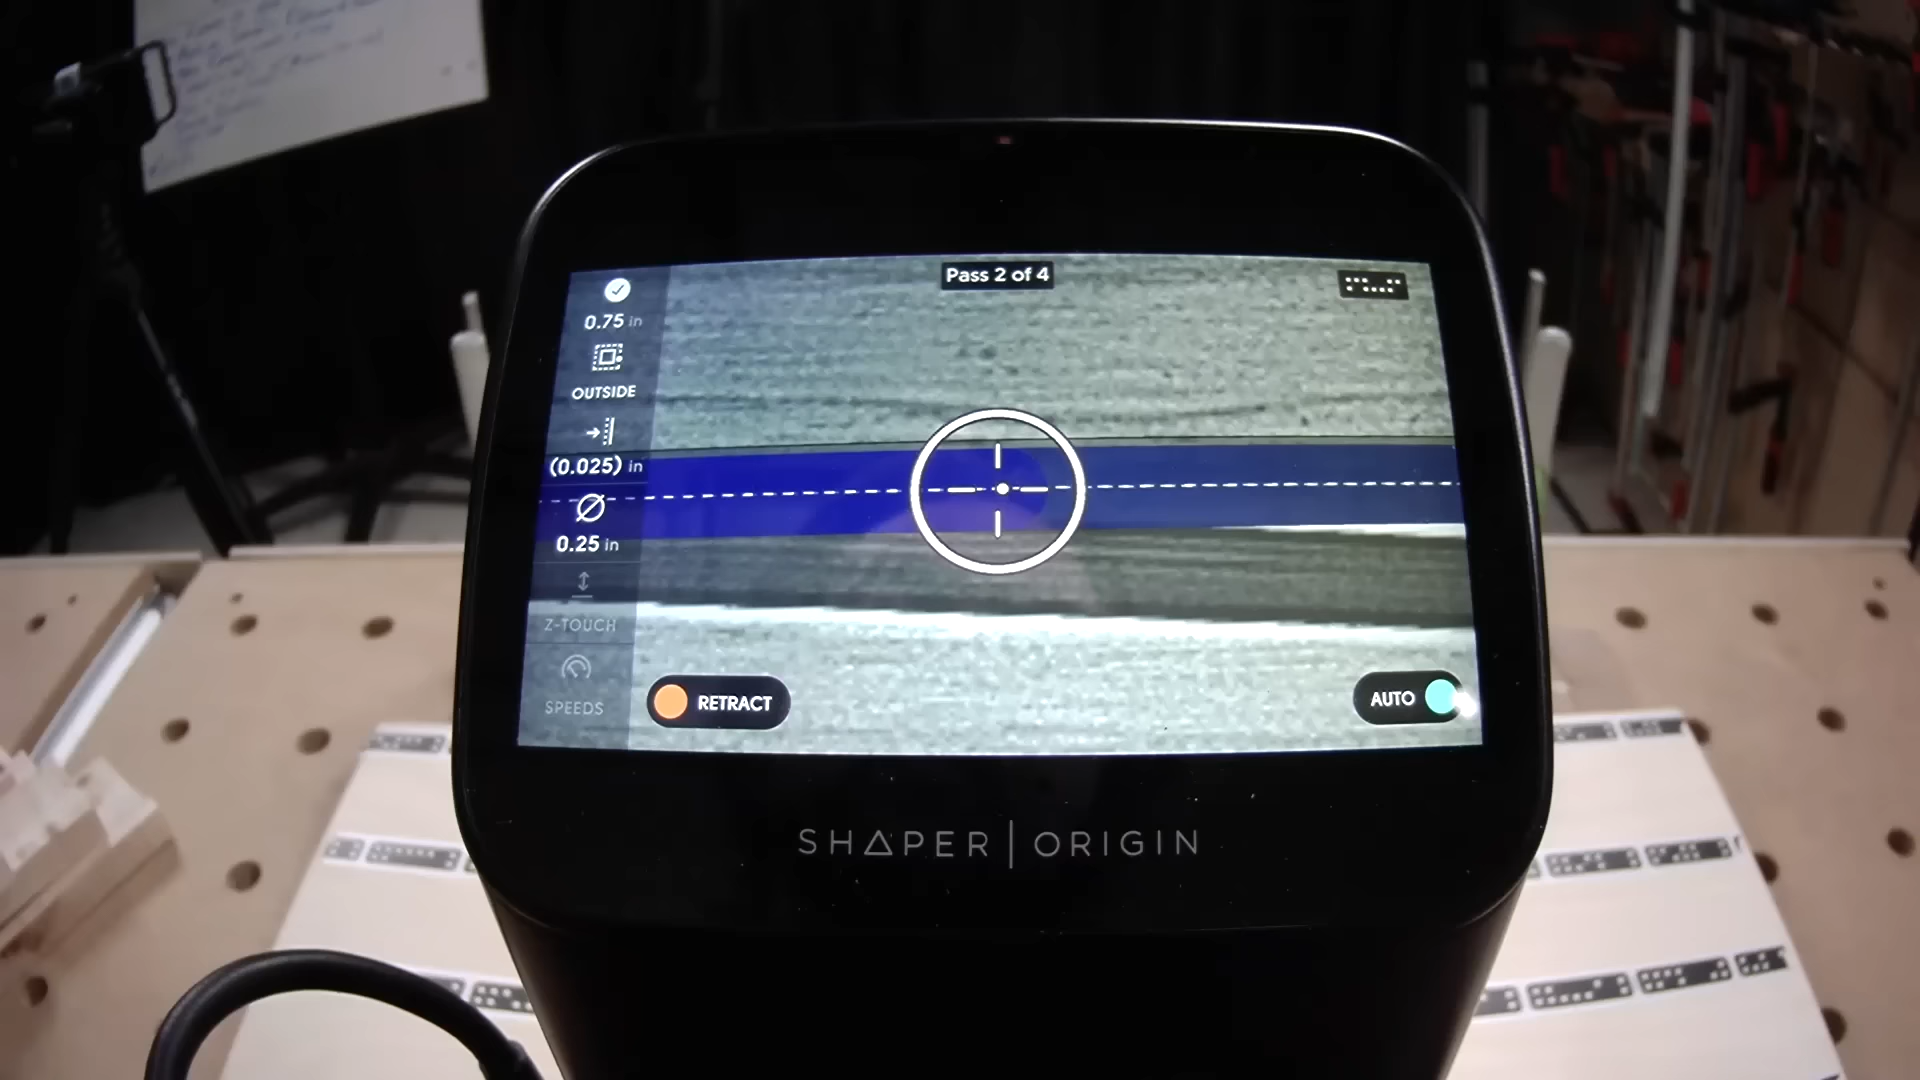 Pass 2 of 4
0.75 in
OUTSIDE
(0.025) in
0.25 in
Z-TOUCH
SPEEDS
RETRACT
AUTO
SHAPER | ORIGIN